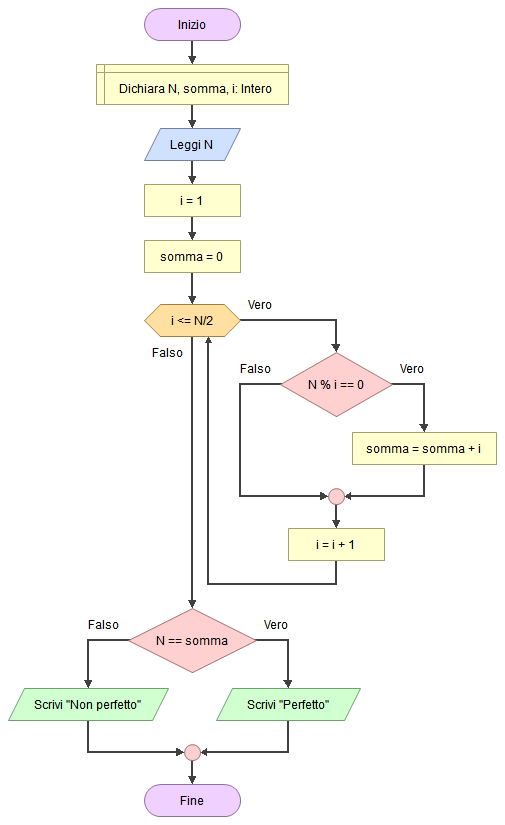 Inizio
Dichiara N, somma, i: Intero
Leggi N
i = 1
somma = 0
i <= N/2
Vero
Falso
N % i == 0
Falso
Vero
somma = somma + i
i = i + 1
N == somma
Falso
Vero
Scrivi "Non perfetto"
Scrivi "Perfetto"
Fine